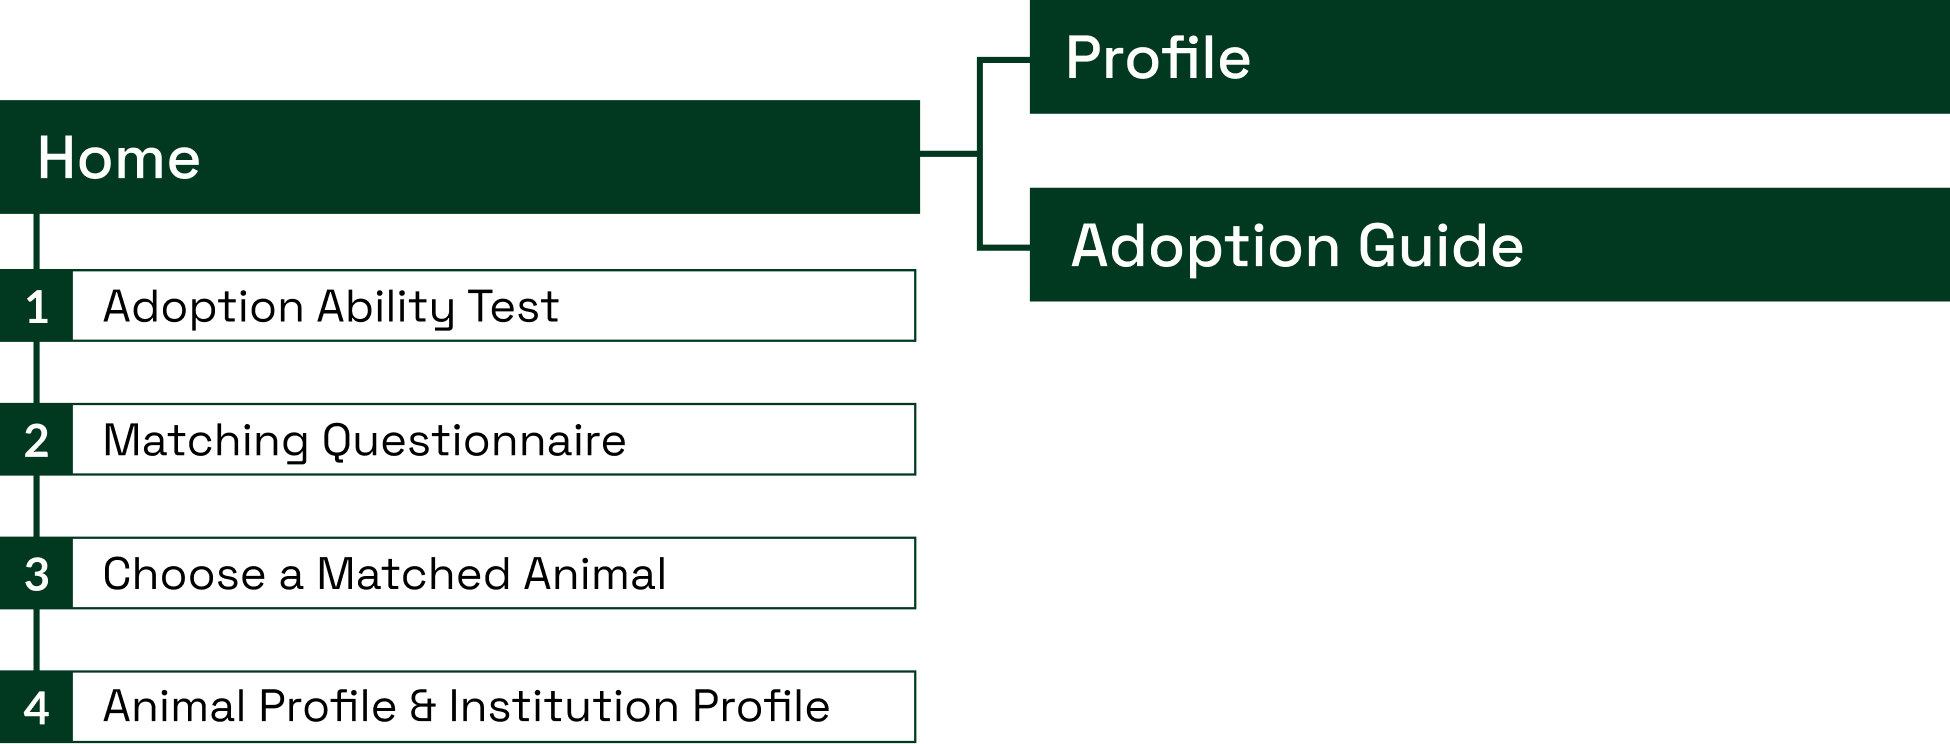 Profile
Home
Adoption Guide
1 Adoption Ability Test
2 Matching Questionnaire
3 Choose a Matched Animal
4 Animal Profile & Institution Profile